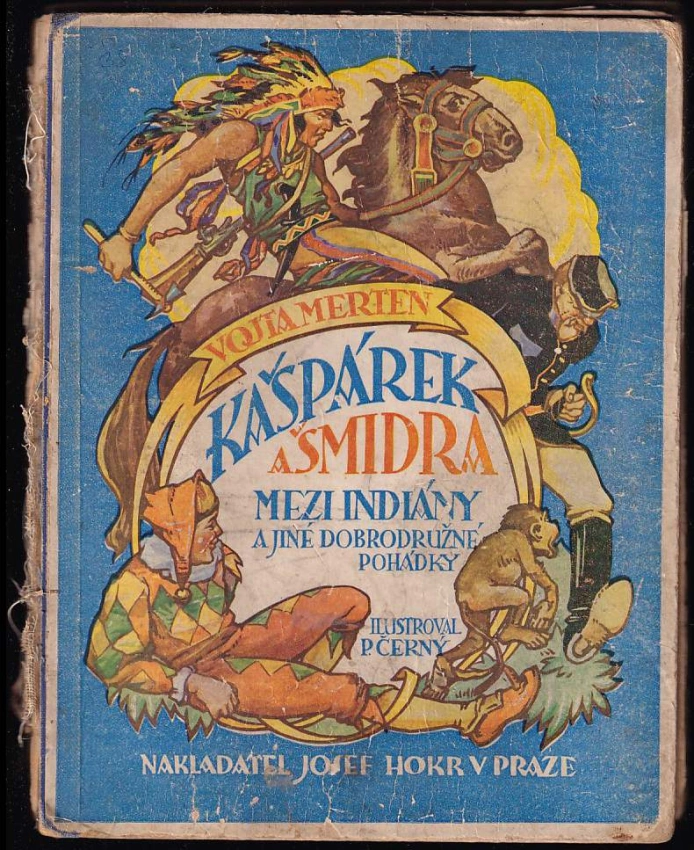 VOJTA MERTEN
KAŠPÁREK
A ŠMIDRA
MEZI INDIÁNY
A JINÉ DOBRODRUŽNÉ
POHÁDKY
ILUSTROVAL
P. ČERNÝ
NAKLADATEL JOSEF HOKR V PRAZE